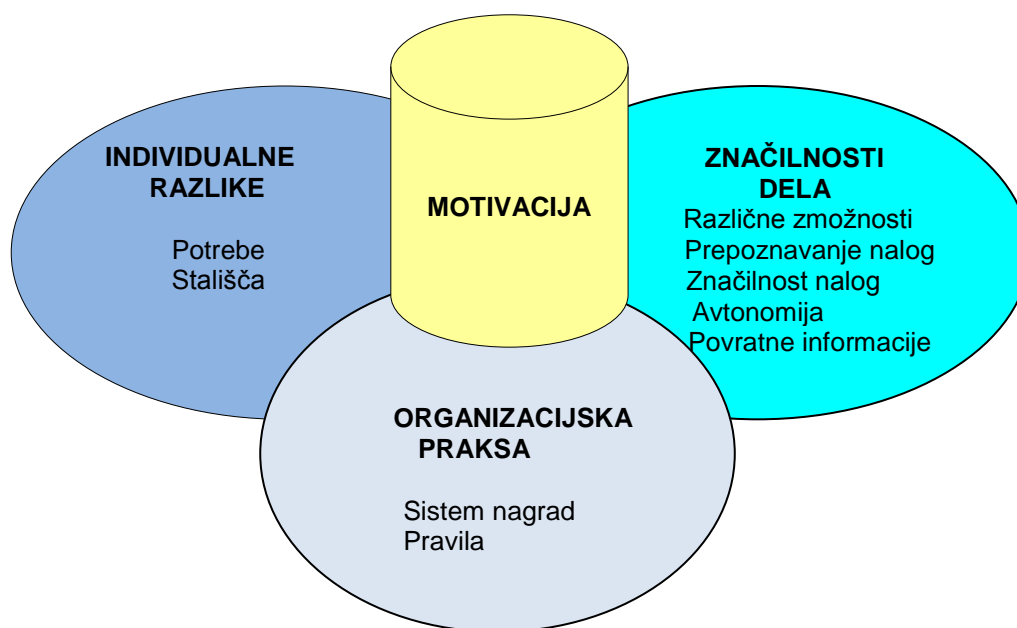 INDIVIDUALNE
RAZLIKE
Potrebe
Stališča
MOTIVACIJA
ZNAČILNOSTI
DELA
Različne zmožnosti
Prepoznavanje nalog
Značilnost nalog
Avtonomija
Povratne informacije
ORGANIZACIJSKA
PRAKSA
Sistem nagrad
Pravila